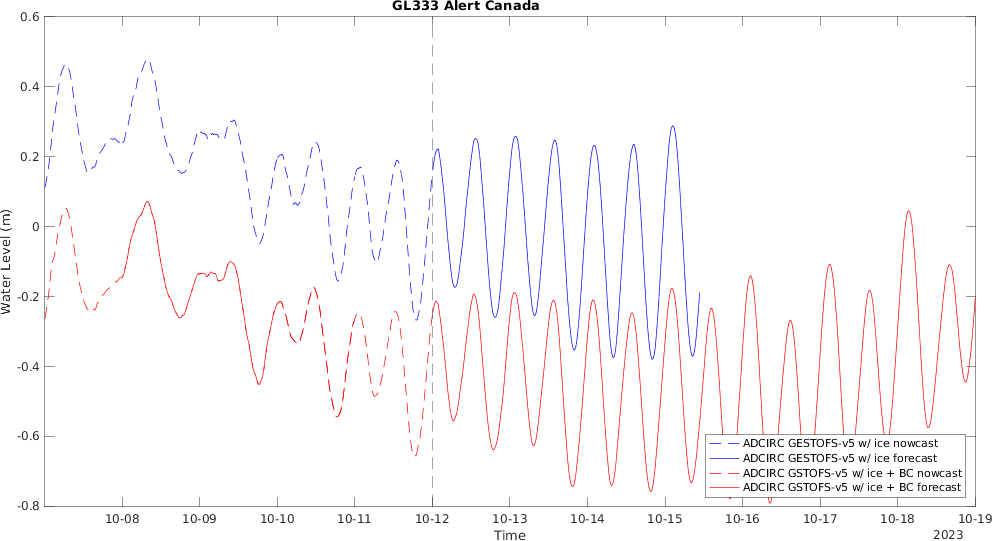 GL333 Alert Canada
0.6
0.4
0.2
0
-0.2
-0.4
-0.6
-0.8
Water Level (m)
ADCIRC GESTOFS-v5 w/ ice nowcast
ADCIRC GESTOFS-v5 w/ ice forecast
ADCIRC GSTOFS-v5 w/ ice + BC nowcast
ADCIRC GSTOFS-v5 w/ ice + BC forecast
10-08 10-09 10-10 10-11 10-12 10-13 10-14 10-15 10-16 10-17 10-18 10-19
Time
2023